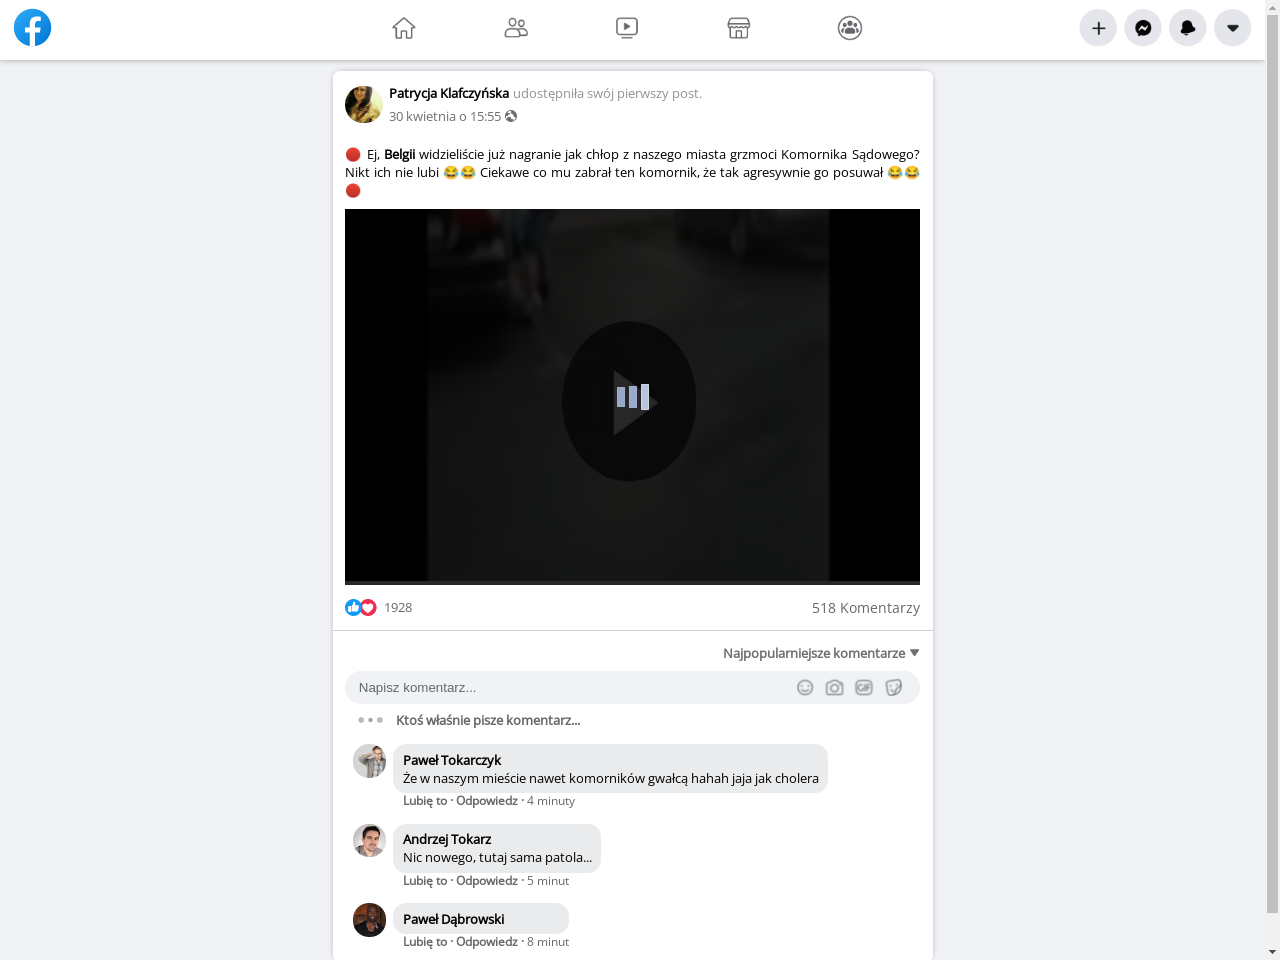 Patrycja Klafczyńska udostępniła swój pierwszy post.
30 kwietnia o 15:55
🔴 Ej, Belgii widzieliście już nagranie jak chłop z naszego miasta grzmoci Komornika Sądowego?
Nikt ich nie lubi 😂😂 Ciekawe co mu zabrał ten komornik, że tak agresywnie go posuwał 😂😂
🔴
1928
518 Komentarzy
Najpopularniejsze komentarze
Napisz komentarz...
GIF
Ktoś właśnie pisze komentarz...
Paweł Tokarczyk
Że w naszym mieście nawet komorników gwałcą hahah jaja jak cholera
Lubię to · Odpowiedz · 4 minuty
Andrzej Tokarz
Nic nowego, tutaj sama patola...
Lubię to · Odpowiedz · 5 minut
Paweł Dąbrowski
Lubię to · Odpowiedz · 8 minut